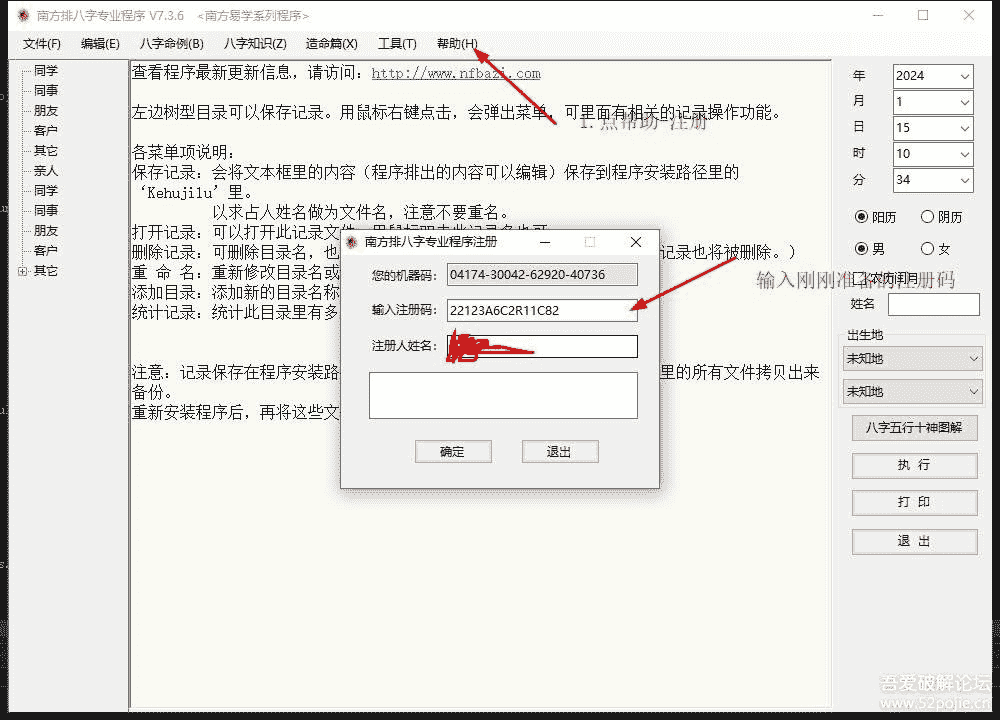 南方排八字专业程序 V7.3.6 <南方易学系列程序>
文件(F) 编辑(E) 八字命例(B) 八字知识(Z) 造命篇(X) 工具(T) 帮助(H)
同学
同事
朋友
客户
其它
亲人
同学
同事
朋友
客户
其它
查看程序最新更新信息，请访问：http://www.nfbazi.com
左边树型目录可以保存记录。用鼠标右键点击，会弹出菜单，可里面有相关的记录操作功能。
1.点帮助-注册
各菜单项说明：
保存记录：会将文本框里的内容（程序排出的内容可以编辑）保存到程序安装路径里的
‘Kehujilu’里。
以求占人姓名做为文件名，注意不要重名。
打开记录：可以打开此记录文件
删除记录：可删除目录名，也 记录也将被删除。）
重 命 名：重新修改目录名或
添加目录：添加新的目录名称
统计记录：统计此目录里有多
注意：记录保存在程序安装路 里的所有文件拷贝出来
备份。
重新安装程序后，再将这些文
南方排八字专业程序注册
您的机器码： 04174-30042-62920-40736
输入注册码： 22123A6C2R11C82
注册人姓名：
确定 退出
输入刚刚准备的注册码
年 2024
月 1
日 15
时 10
分 34
阳历 阴历
男 女
农历闰月
姓名
出生地
未知地
未知地
八字五行十神图解
执 行
打 印
退 出
吾爱破解论坛
www.52pojie.cn